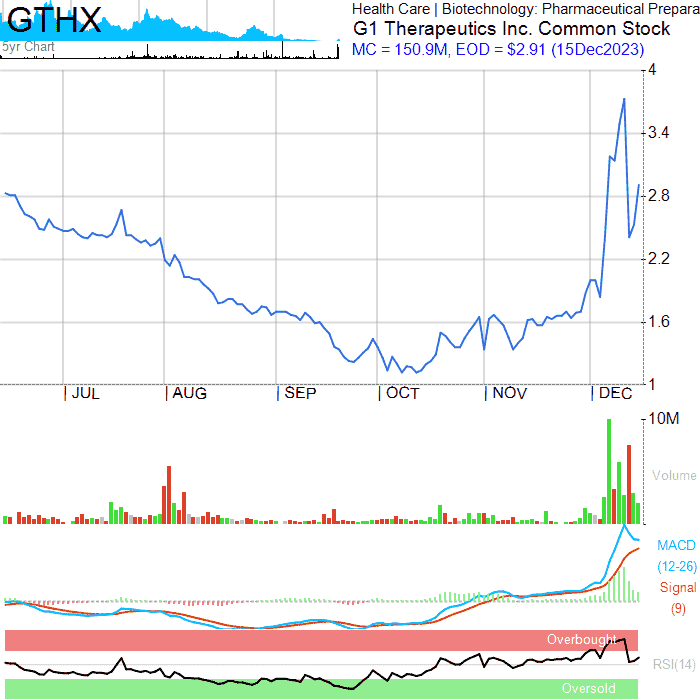 GTHX
5yr Chart
Health Care | Biotechnology: Pharmaceutical Prepara
G1 Therapeutics Inc. Common Stock
MC = 150.9M, EOD = $2.91 (15Dec2023)
4
3.4
2.8
2.2
1.6
1
JUL
AUG
SEP
OCT
NOV
DEC
10M
Volume
MACD
(12-26)
Signal
(9)
Overbought
RSI(14)
Oversold